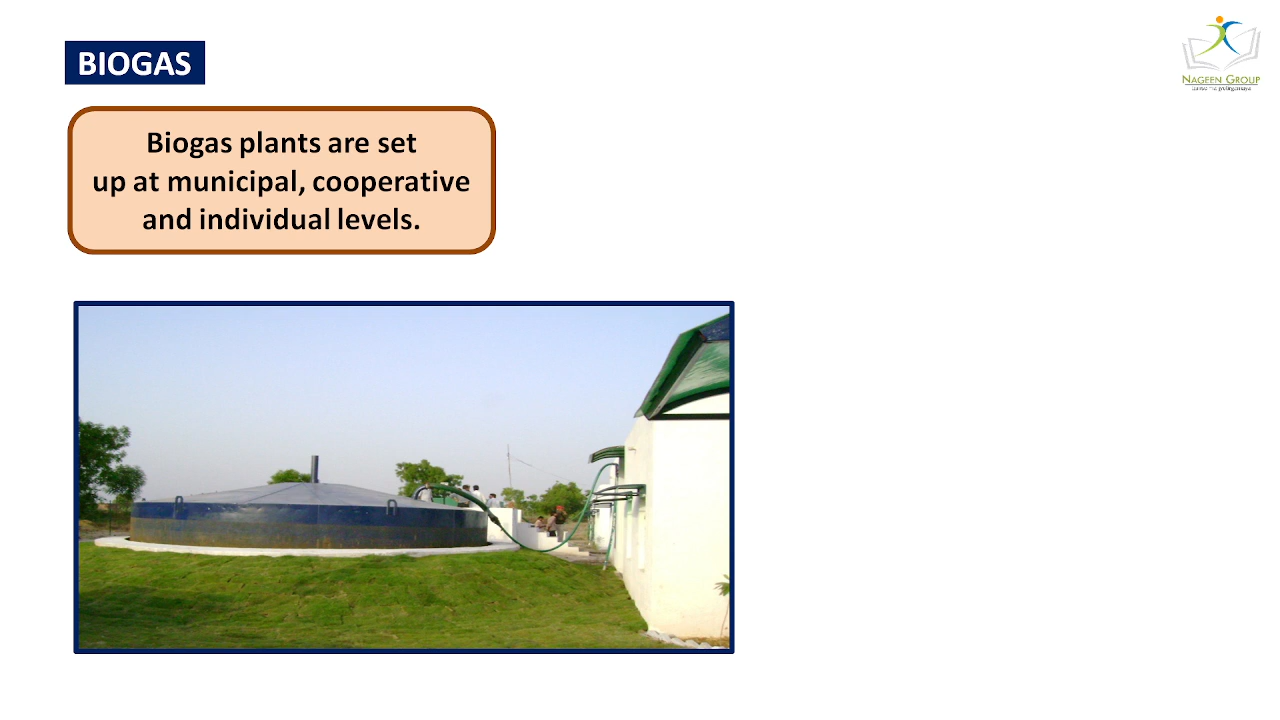 BIOGAS
Biogas plants are set
up at municipal, cooperative
and individual levels.
NAGEEN GROUP